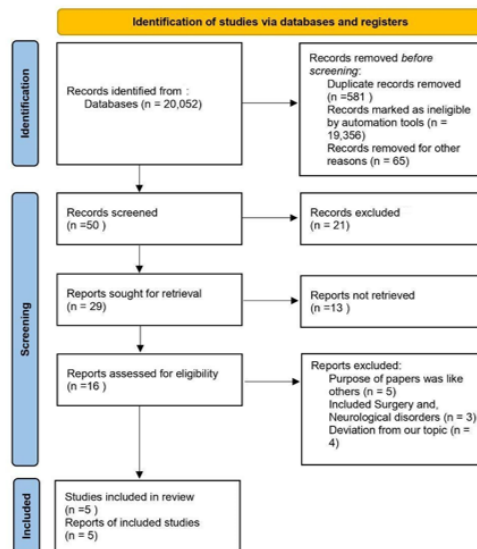 Identification of studies via databases and registers
Identification
Records identified from :
Databases (n = 20,052)
Records removed before
screening:
Duplicate records removed
(n =581 )
Records marked as ineligible
by automation tools (n =
19,356)
Records removed for other
reasons (n = 65)
Screening
Records screened
(n =50 )
Records excluded
(n = 21)
Reports sought for retrieval
(n = 29)
Reports not retrieved
(n =13 )
Reports assessed for eligibility
(n =16 )
Reports excluded:
Purpose of papers was like
others (n = 5)
Included Surgery and,
Neurological disorders (n = 3)
Deviation from our topic (n =
4)
Included
Studies included in review
(n =5 )
Reports of included studies
(n = 5)